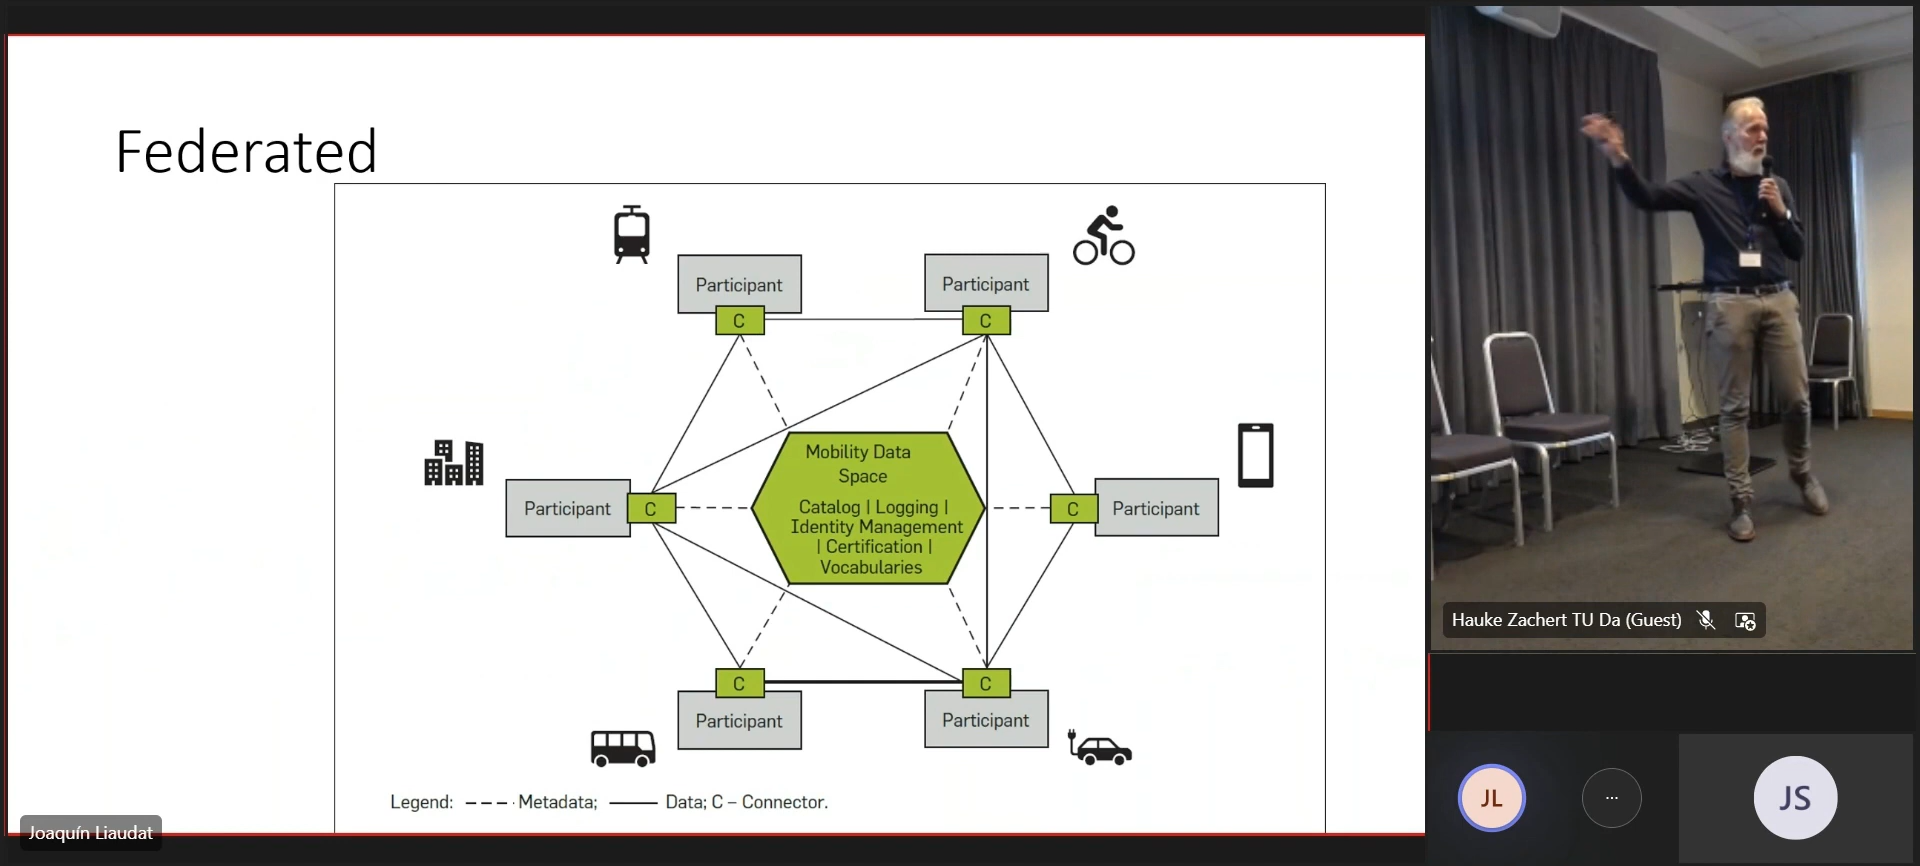 Federated
Participant
C
Participant
C
Participant
C
Mobility Data
Space
Catalog | Logging |
Identity Management
| Certification |
Vocabularies
C
Participant
C
Participant
C
Participant
Legend: ---- Metadata; —— Data; C – Connector.
Joaquín Liaudat
Hauke Zachert TU Da (Guest)
JL
...
JS